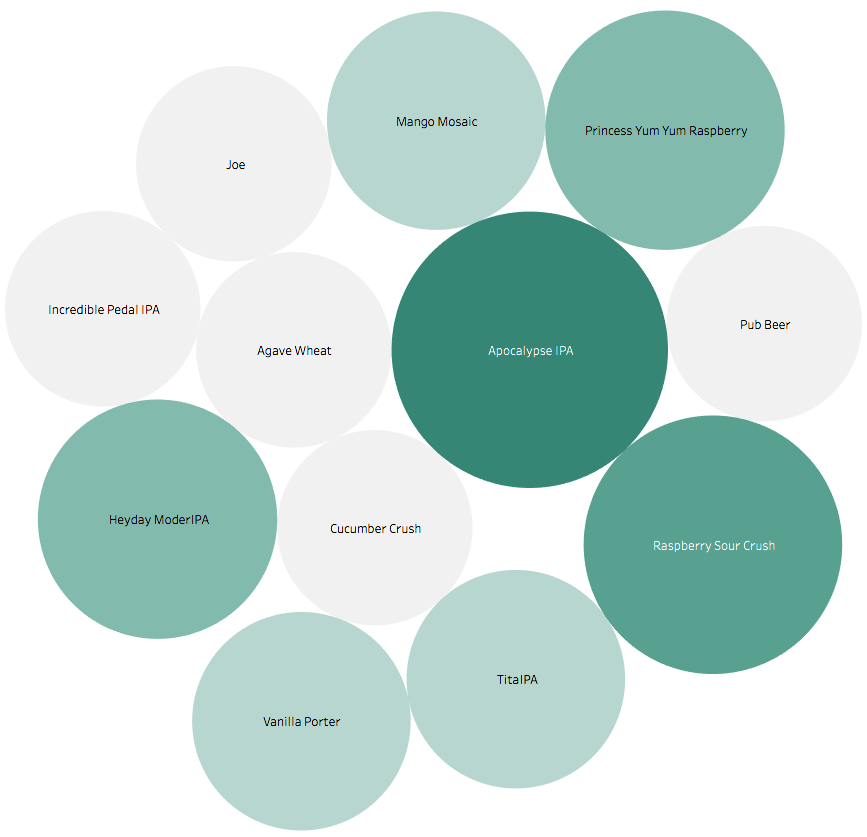 Mango Mosaic
Princess Yum Yum Raspberry
Joe
Incredible Pedal IPA
Pub Beer
Agave Wheat
Apocalypse IPA
Heyday ModerIPA
Cucumber Crush
Raspberry Sour Crush
TitaIPA
Vanilla Porter